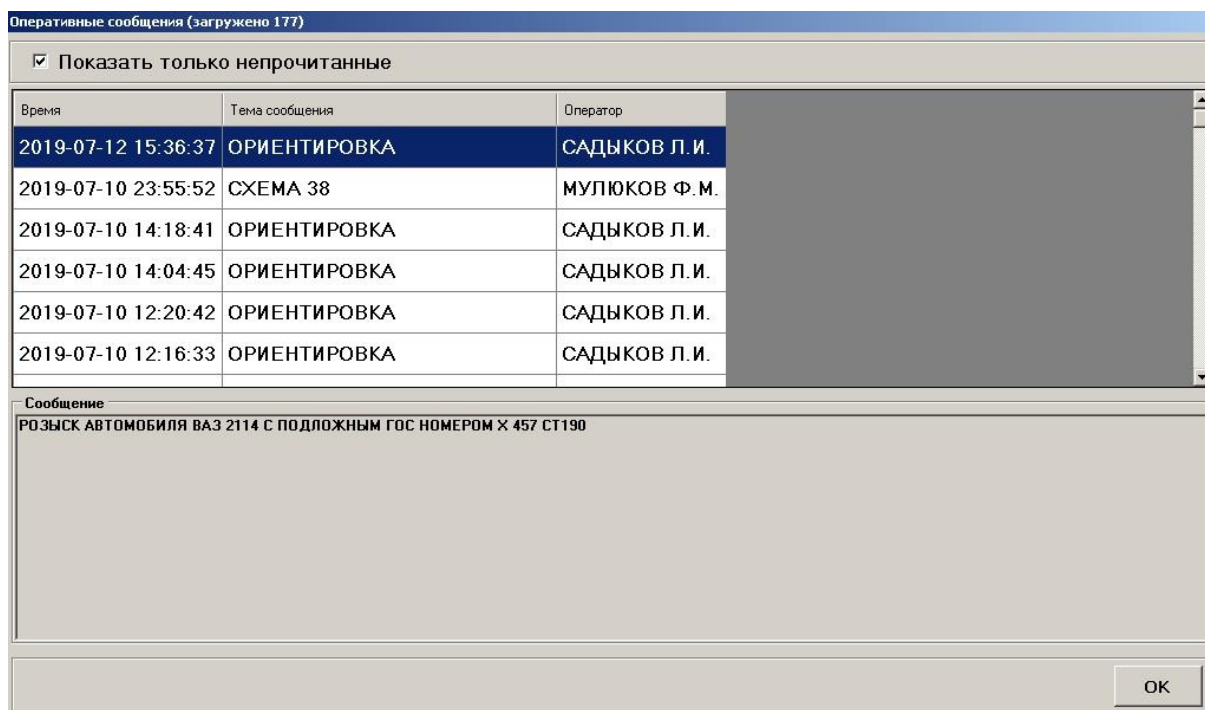 Оперативные сообщения (загружено 177)
Показать только непрочитанные
Время Тема сообщения Оператор
2019-07-12 15:36:37 ОРИЕНТИРОВКА САДЫКОВ Л.И.
2019-07-10 23:55:52 СХЕМА 38 МУЛЮКОВ Ф.М.
2019-07-10 14:18:41 ОРИЕНТИРОВКА САДЫКОВ Л.И.
2019-07-10 14:04:45 ОРИЕНТИРОВКА САДЫКОВ Л.И.
2019-07-10 12:20:42 ОРИЕНТИРОВКА САДЫКОВ Л.И.
2019-07-10 12:16:33 ОРИЕНТИРОВКА САДЫКОВ Л.И.
Сообщение
РОЗЫСК АВТОМОБИЛЯ ВАЗ 2114 С ПОДЛОЖНЫМ ГОС НОМЕРОМ Х 457 СТ190
OK